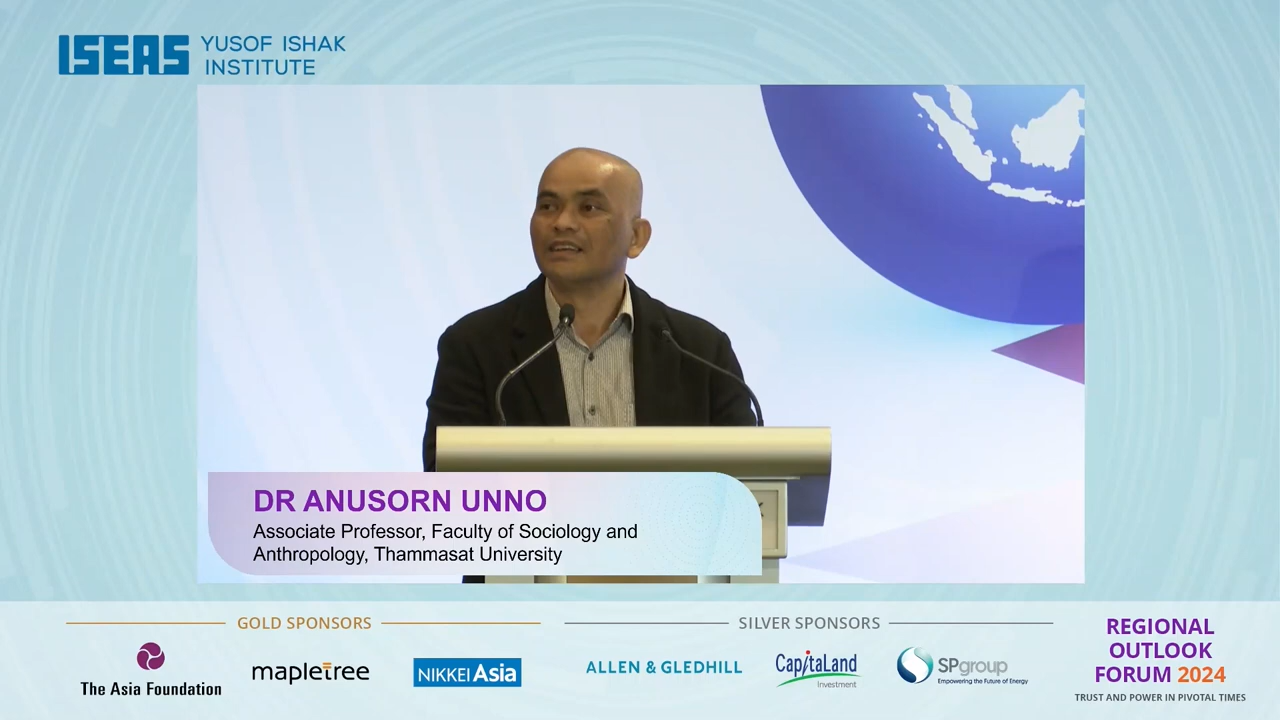 ISEAS YUSOF ISHAK
INSTITUTE
DR ANUSORN UNNO
Associate Professor, Faculty of Sociology and
Anthropology, Thammasat University
GOLD SPONSORS
SILVER SPONSORS
The Asia Foundation
mapletree
NIKKEI Asia
ALLEN & GLEDHILL
CapitaLand
Investment
SPgroup
Empowering the Future of Energy
REGIONAL
OUTLOOK
FORUM 2024
TRUST AND POWER IN PIVOTAL TIMES